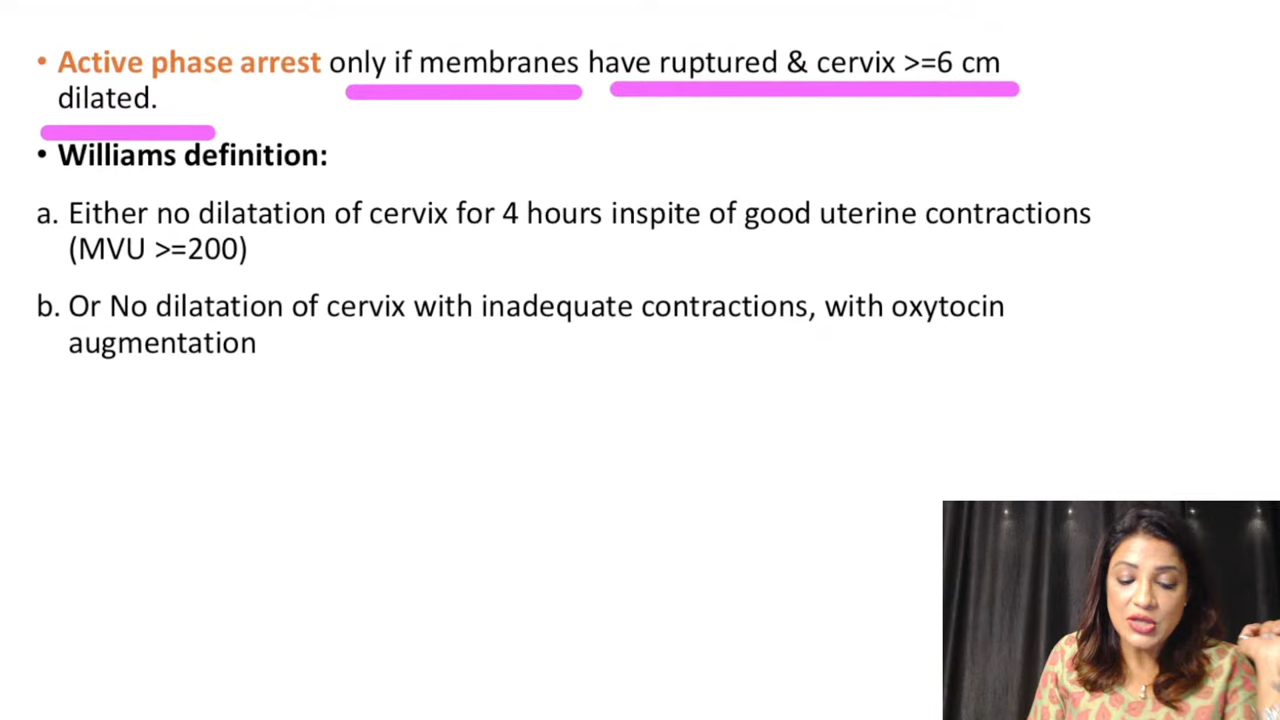 • Active phase arrest only if membranes have ruptured & cervix >=6 cm
dilated.
• Williams definition:
a. Either no dilatation of cervix for 4 hours inspite of good uterine contractions
(MVU >=200)
b. Or No dilatation of cervix with inadequate contractions, with oxytocin
augmentation